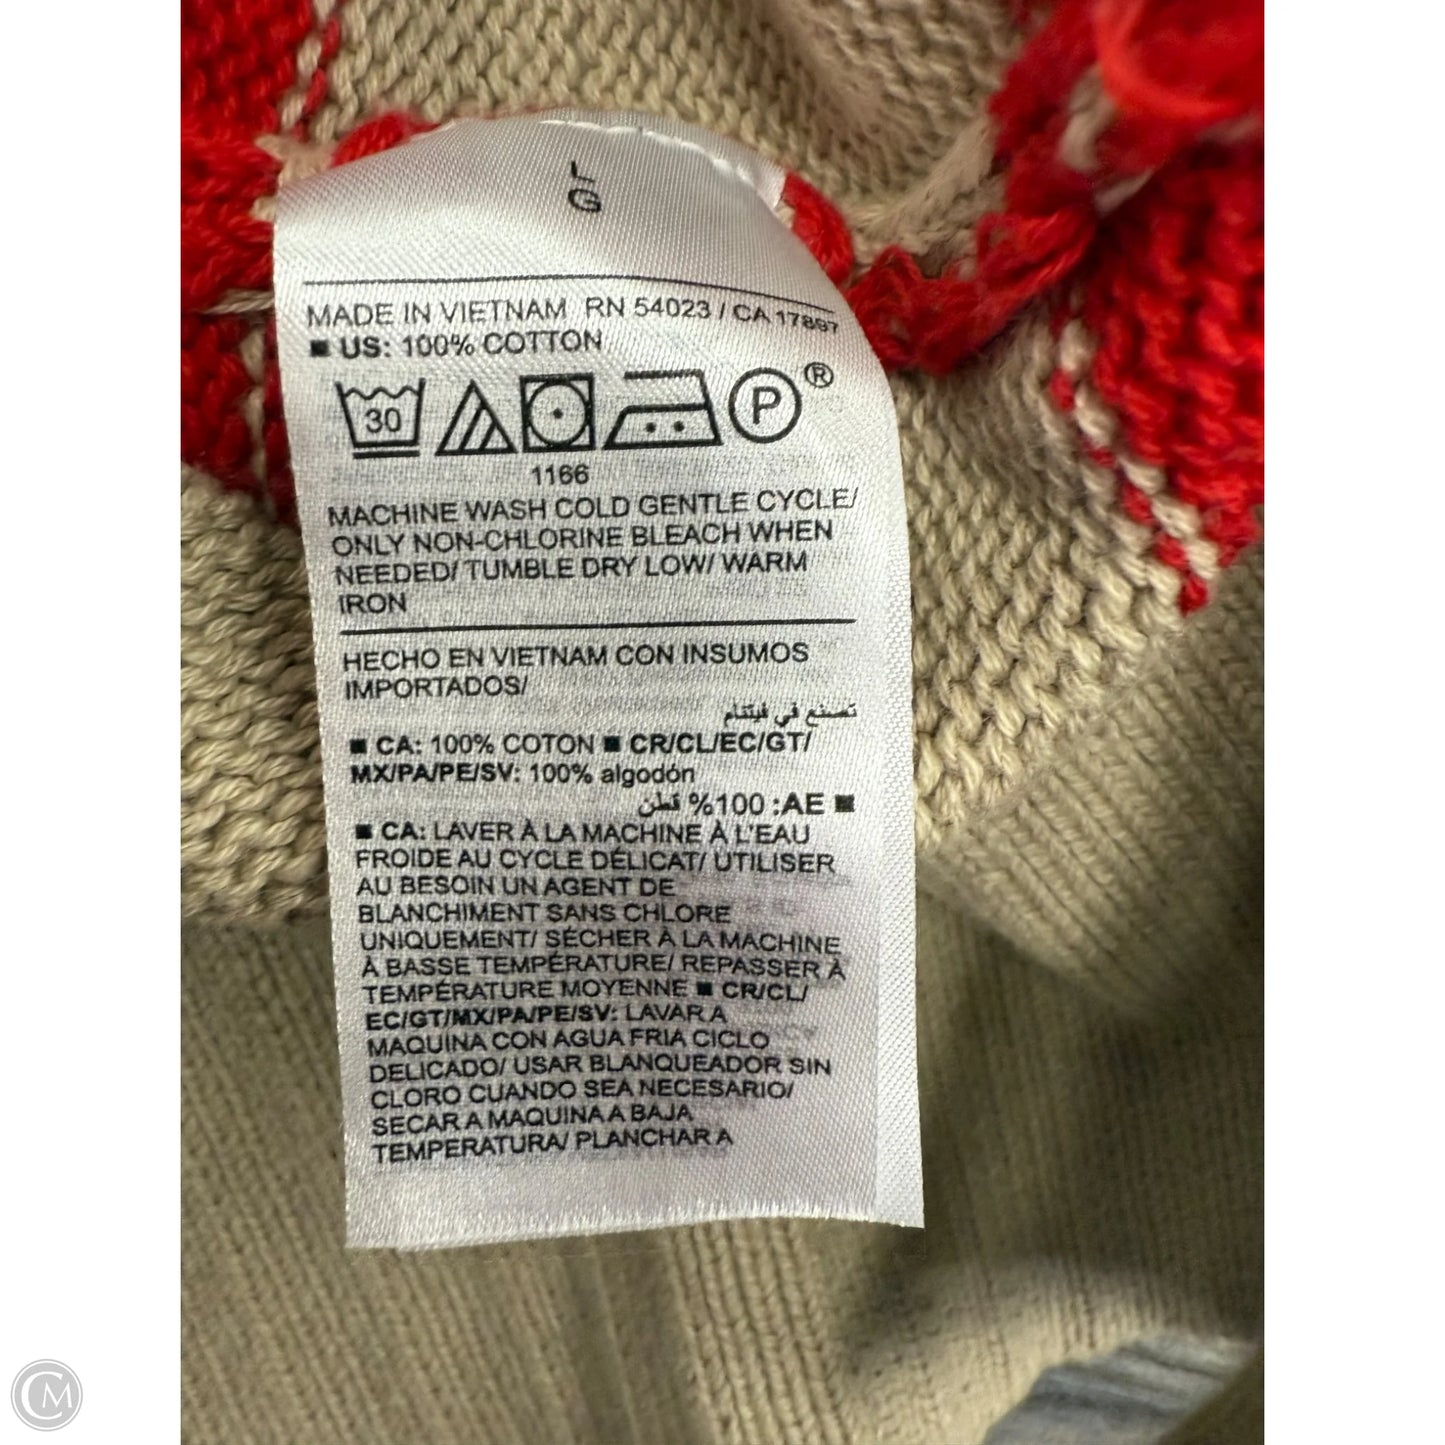 L
G
MADE IN VIETNAM RN 54023 / CA 17897
■ US: 100% COTTON
30 P ®
1166
MACHINE WASH COLD GENTLE CYCLE/
ONLY NON-CHLORINE BLEACH WHEN
NEEDED/ TUMBLE DRY LOW/ WARM
IRON
HECHO EN VIETNAM CON INSUMOS
IMPORTADOS/
تصنع في فيتنام
■ CA: 100% COTON ■ CR/CL/EC/GT/
MX/PA/PE/SV: 100% algodón
■ AE: 100% قطن
■ CA: LAVER À LA MACHINE À L'EAU
FROIDE AU CYCLE DÉLICAT/ UTILISER
AU BESOIN UN AGENT DE
BLANCHIMENT SANS CHLORE
UNIQUEMENT/ SÉCHER À LA MACHINE
À BASSE TEMPÉRATURE/ REPASSER À
TEMPÉRATURE MOYENNE ■ CR/CL/
EC/GT/MX/PA/PE/SV: LAVAR A
MAQUINA CON AGUA FRIA CICLO
DELICADO/ USAR BLANQUEADOR SIN
CLORO CUANDO SEA NECESARIO/
SECAR A MAQUINA A BAJA
TEMPERATURA/ PLANCHAR A
CM